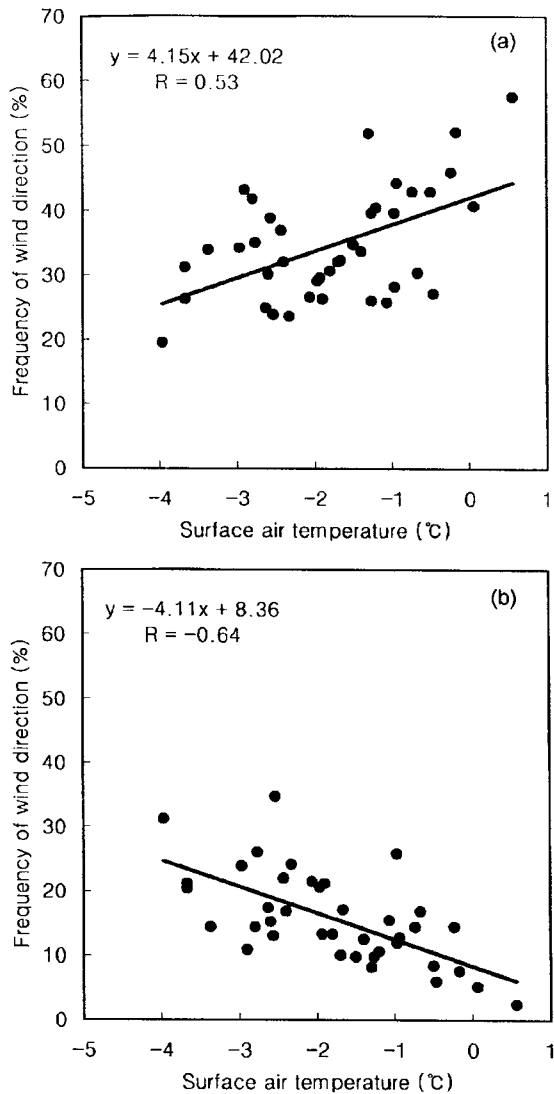 (a)
y = 4.15x + 42.02
R = 0.53
Frequency of wind direction (%)
70
60
50
40
30
20
10
0
−5 −4 −3 −2 −1 0 1
Surface air temperature (℃)
(b)
y = −4.11x + 8.36
R = −0.64
Frequency of wind direction (%)
70
60
50
40
30
20
10
0
−5 −4 −3 −2 −1 0 1
Surface air temperature (℃)